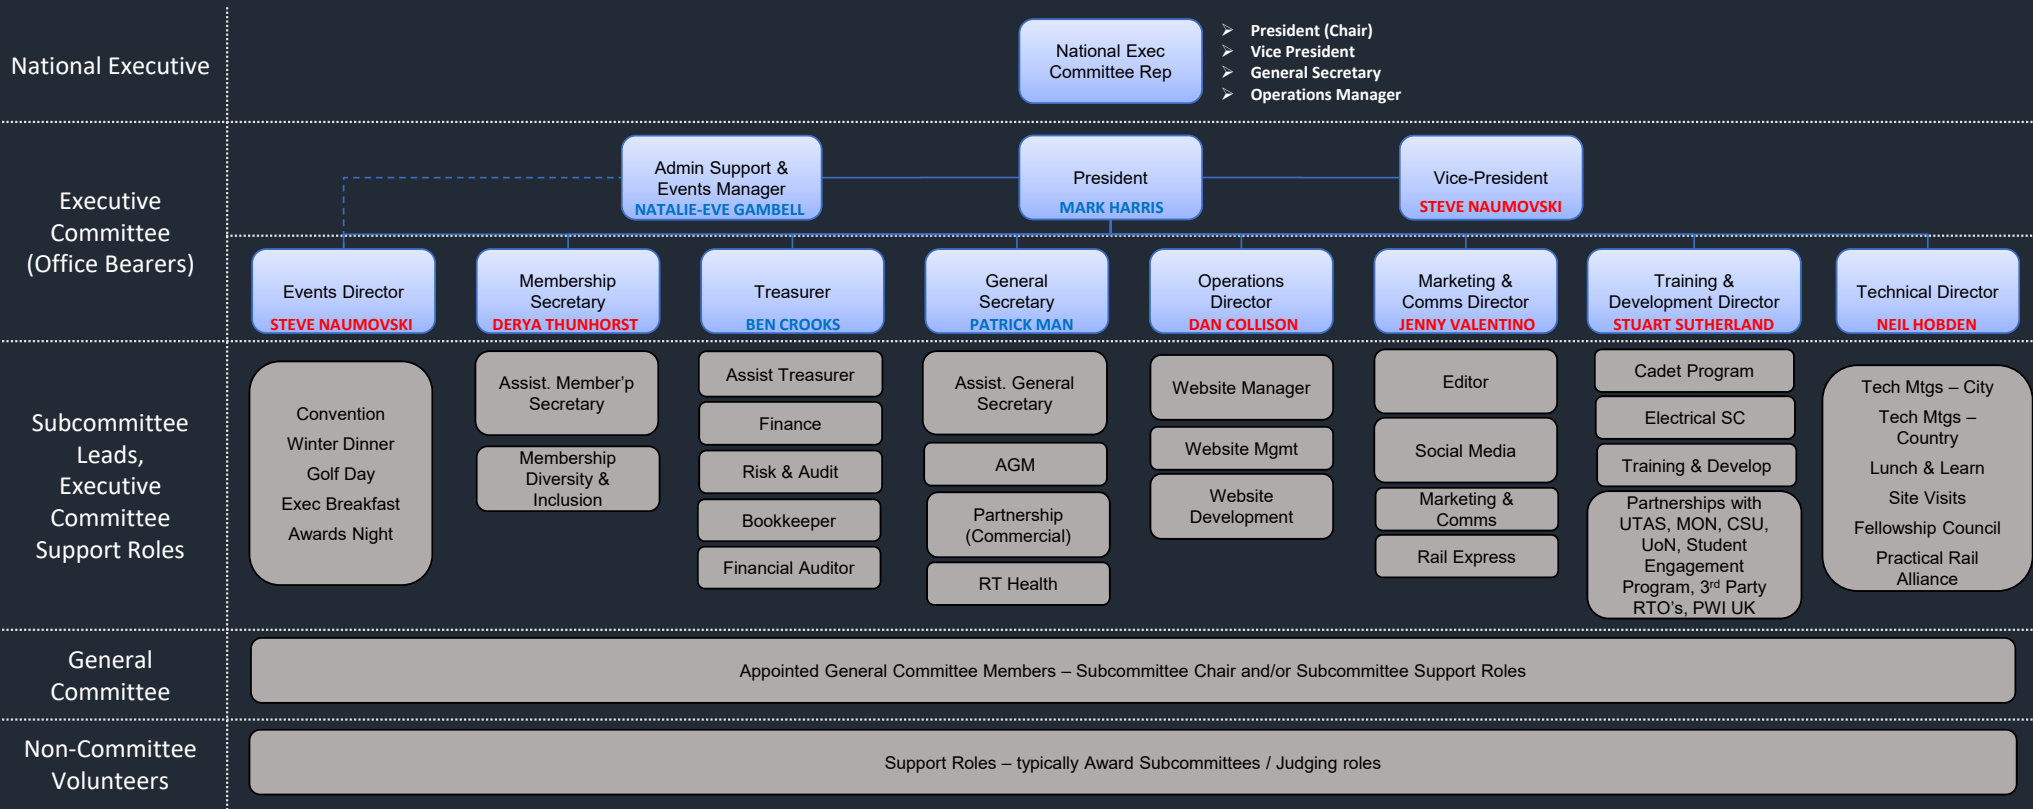 National Executive
National Exec
Committee Rep
➢ President (Chair)
➢ Vice President
➢ General Secretary
➢ Operations Manager
Executive
Committee
(Office Bearers)
Admin Support &
Events Manager
NATALIE-EVE GAMBELL
President
MARK HARRIS
Vice-President
STEVE NAUMOVSKI
Events Director
STEVE NAUMOVSKI
Membership
Secretary
DERYA THUNHORST
Treasurer
BEN CROOKS
General
Secretary
PATRICK MAN
Operations
Director
DAN COLLISON
Marketing &
Comms Director
JENNY VALENTINO
Training &
Development Director
STUART SUTHERLAND
Technical Director
NEIL HOBDEN
Subcommittee
Leads,
Executive
Committee
Support Roles
Convention
Winter Dinner
Golf Day
Exec Breakfast
Awards Night
Assist. Member’p
Secretary
Membership
Diversity &
Inclusion
Assist Treasurer
Finance
Risk & Audit
Bookkeeper
Financial Auditor
Assist. General
Secretary
AGM
Partnership
(Commercial)
RT Health
Website Manager
Website Mgmt
Website
Development
Editor
Social Media
Marketing &
Comms
Rail Express
Cadet Program
Electrical SC
Training & Develop
Partnerships with
UTAS, MON, CSU,
UoN, Student
Engagement
Program, 3rd Party
RTO’s, PWI UK
Tech Mtgs – City
Tech Mtgs –
Country
Lunch & Learn
Site Visits
Fellowship Council
Practical Rail
Alliance
General
Committee
Appointed General Committee Members – Subcommittee Chair and/or Subcommittee Support Roles
Non-Committee
Volunteers
Support Roles – typically Award Subcommittees / Judging roles